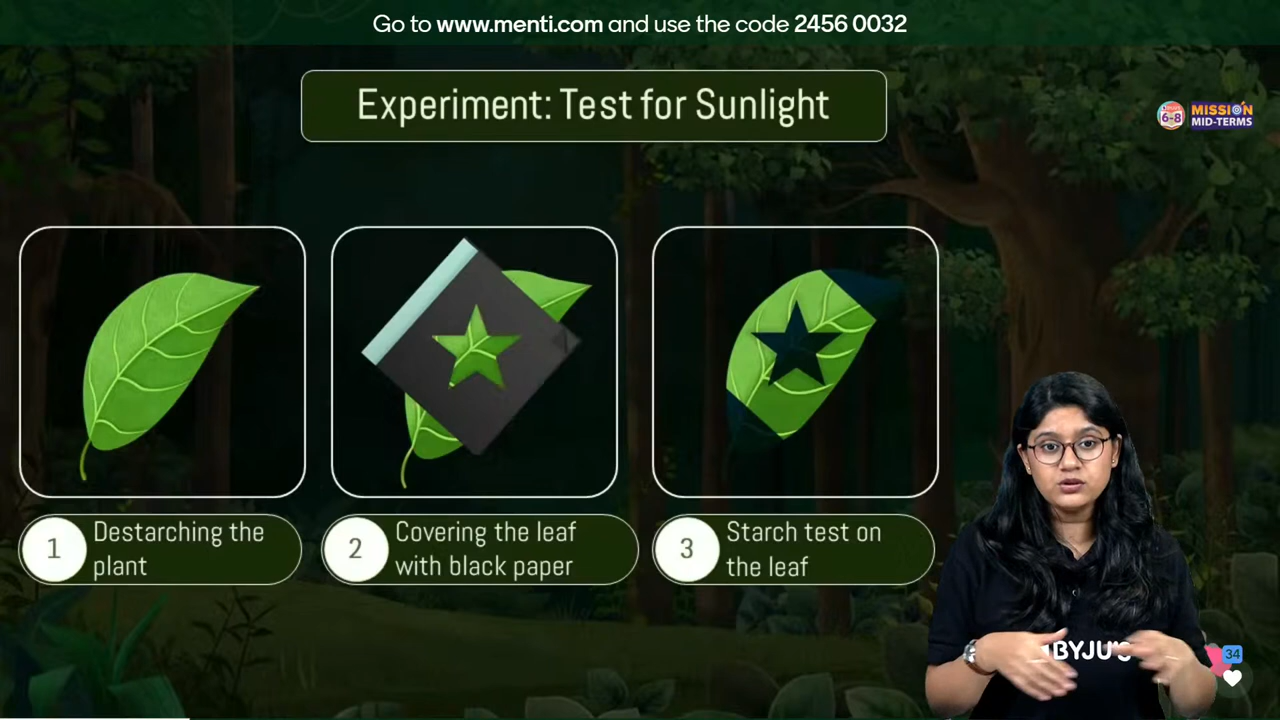 Go to www.menti.com and use the code 2456 0032
Experiment: Test for Sunlight
6-8
MISSION
MID-TERMS
1
Destarching the
plant
2
Covering the leaf
with black paper
3
Starch test on
the leaf
BYJU'S
34